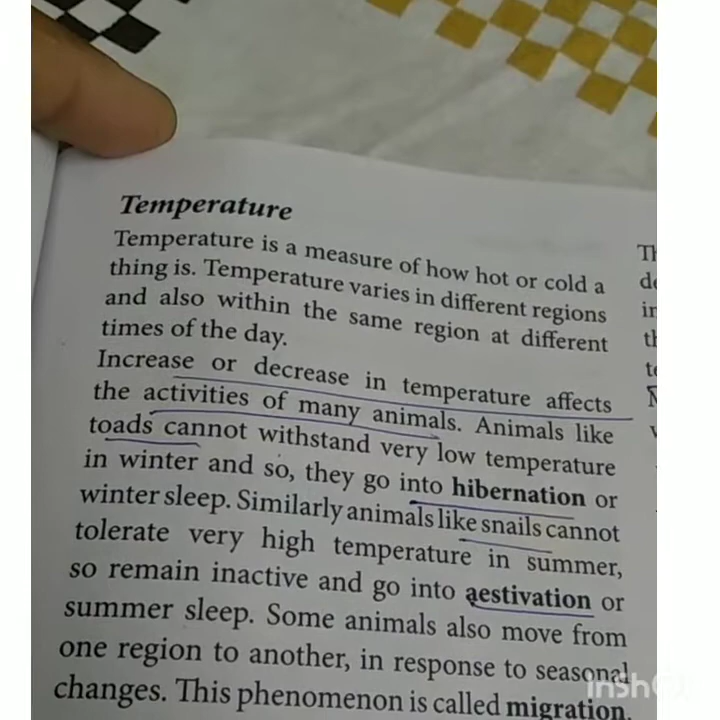 Temperature
Temperature is a measure of how hot or cold a
thing is. Temperature varies in different regions
and also within the same region at different
times of the day.
Increase or decrease in temperature affects
the activities of many animals. Animals like
toads cannot withstand very low temperature
in winter and so, they go into hibernation or
winter sleep. Similarly animals like snails cannot
tolerate very high temperature in summer,
so remain inactive and go into aestivation or
summer sleep. Some animals also move from
one region to another, in response to seasonal
changes. This phenomenon is called migration.